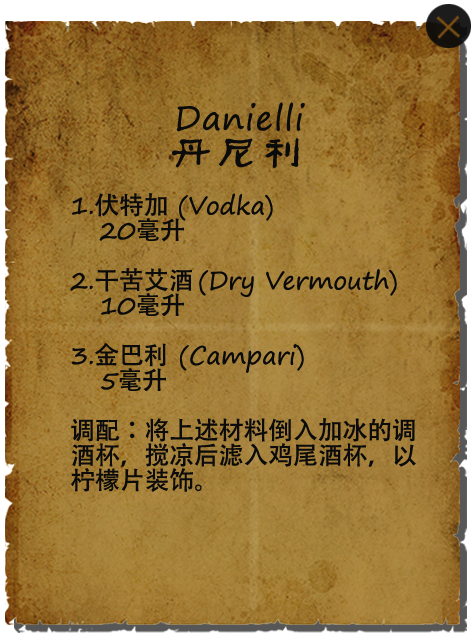 Danielli
丹尼利
1.伏特加 (Vodka)
20毫升
2.干苦艾酒(Dry Vermouth)
10毫升
3.金巴利 (Campari)
5毫升
调配：将上述材料倒入加冰的调
酒杯，搅凉后滤入鸡尾酒杯，以
柠檬片装饰。